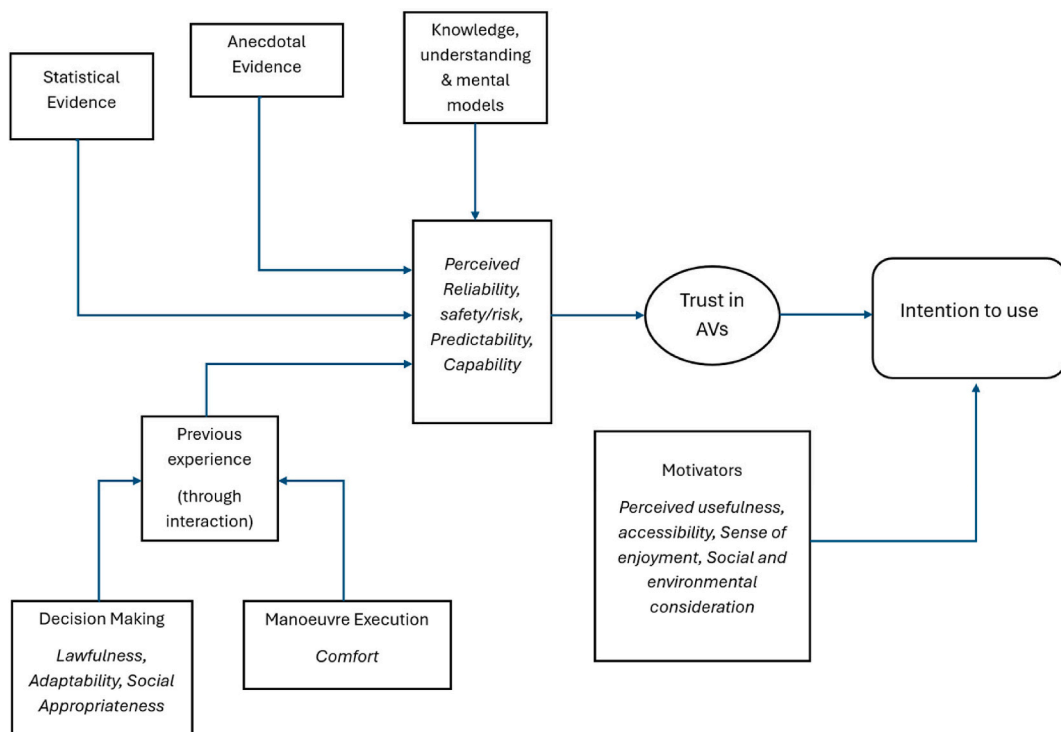 Statistical
Evidence
Anecdotal
Evidence
Knowledge,
understanding
& mental
models
Perceived
Reliability,
safety/risk,
Predictability,
Capability
Trust in
AVs
Intention to use
Previous
experience
(through
interaction)
Motivators
Perceived usefulness,
accessibility, Sense of
enjoyment, Social and
environmental
consideration
Decision Making
Lawfulness,
Adaptability, Social
Appropriateness
Manoeuvre Execution
Comfort